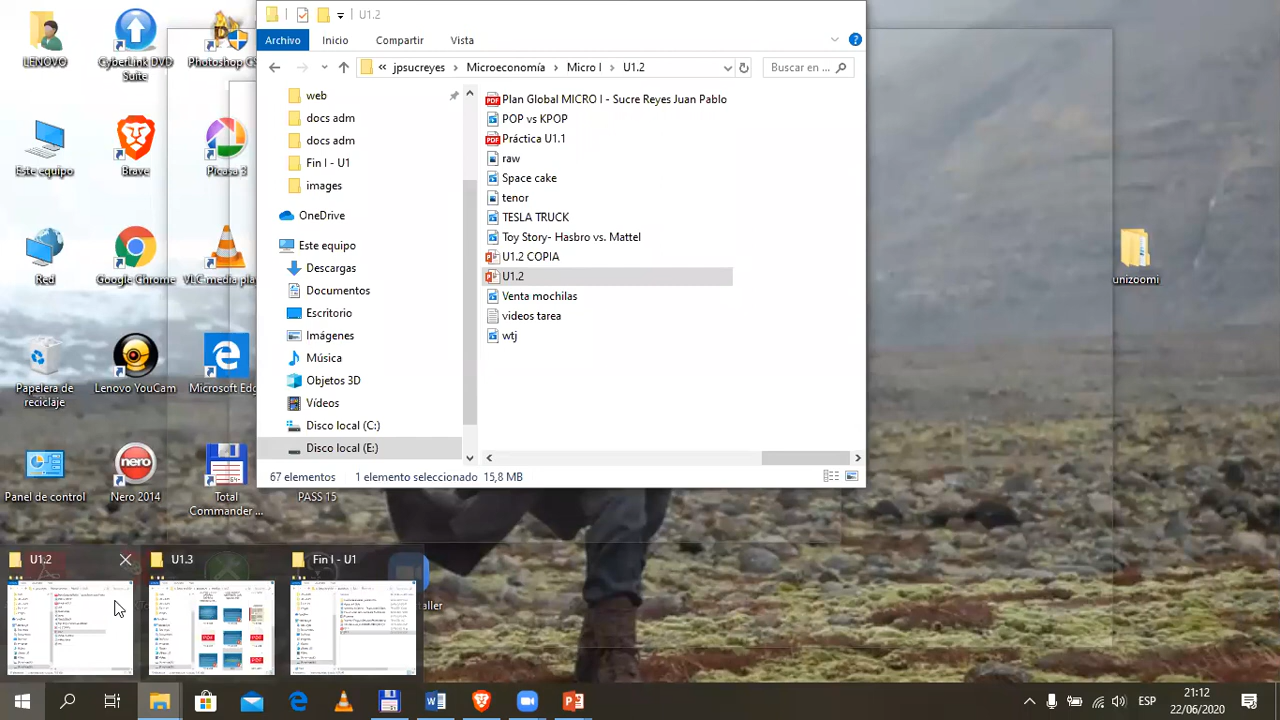 U1.2
Archivo
Inicio
Compartir
Vista
« jpsucreyes > Microeconomía > Micro I > U1.2
Buscar en ...
web
docs adm
docs adm
Fin I - U1
images
OneDrive
Este equipo
Descargas
Documentos
Escritorio
Imágenes
Música
Objetos 3D
Vídeos
Disco local (C:)
Disco local (E:)
Plan Global MICRO I - Sucre Reyes Juan Pablo
POP vs KPOP
Práctica U1.1
raw
Space cake
tenor
TESLA TRUCK
Toy Story- Hasbro vs. Mattel
U1.2 COPIA
U1.2
Venta mochilas
videos tarea
wtj
67 elementos
1 elemento seleccionado 15,8 MB
LENOVO
CyberLink DVD
Suite
Photoshop CS
Este equipo
Brave
Picasa 3
Red
Google Chrome
VLC media pla
Papelera de
reciclaje
Lenovo YouCam
Microsoft Edg
Panel de control
Nero 2014
nero
Total
Commander ...
PASS 15
unizoomi
aller
U1.2
U1.3
Fin I - U1
ESP
21:12
22/06/2020